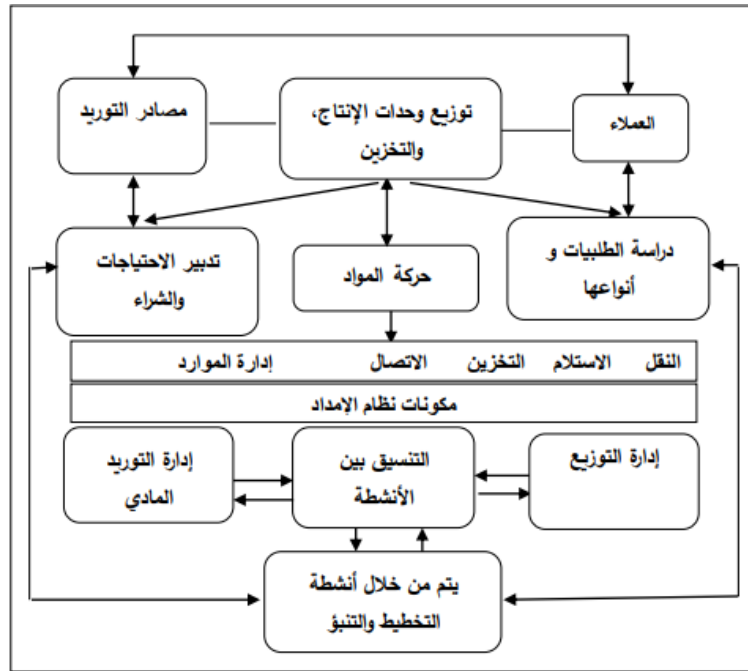 العملاء
توزيع وحدات الإنتاج،
والتخزين
مصادر التوريد
دراسة الطلبيات و
أنواعها
حركة المواد
تدبير الاحتياجات
والشراء
النقل الاستلام التخزين الاتصال إدارة الموارد
مكونات نظام الإمداد
إدارة التوزيع
التنسيق بين
الأنشطة
إدارة التوريد
المادي
يتم من خلال أنشطة
التخطيط والتنبؤ